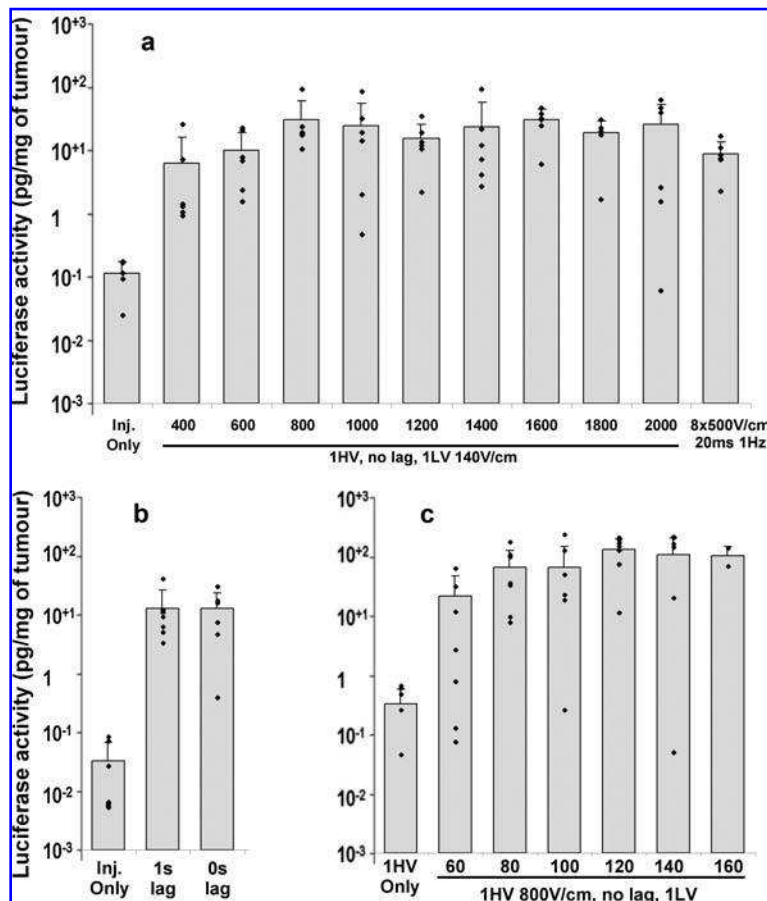 a
Luciferase activity (pg/mg of tumour)
10+3
10+2
10+11
1
10-1
10-2
10-3
Inj. Only
400 600 800 1000 1200 1400 1600 1800 2000
8x500V/cm 20ms 1Hz
1HV, no lag, 1LV 140V/cm
b
Luciferase activity (pg/mg of tumour)
10+3
10+2
10+1
1
10-1
10-2
10-3
Inj. Only
1s lag
0s lag
c
10+3
10+2
10+1
1
10-1
10-2
10-3
1HV Only
60 80 100 120 140 160
1HV 800V/cm, no lag, 1LV